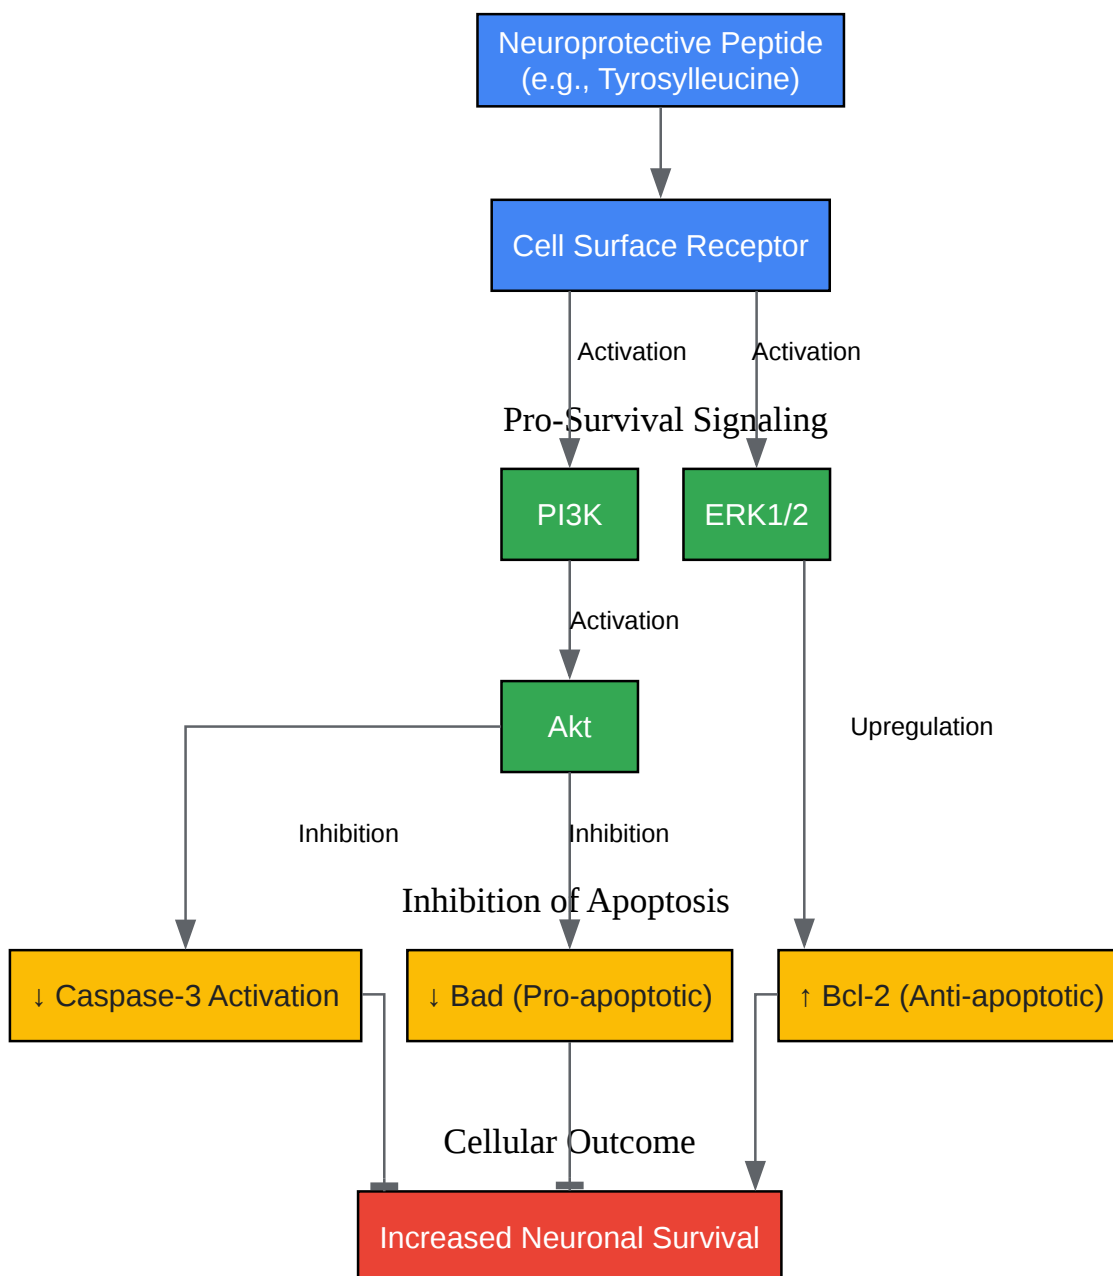 Neuroprotective Peptide
(e.g., Tyrosylleucine)
Cell Surface Receptor
Activation
Activation
Pro-Survival Signaling
PI3K
ERK1/2
Activation
Akt
Upregulation
Inhibition
Inhibition
Inhibition of Apoptosis
↓ Caspase-3 Activation
↓ Bad (Pro-apoptotic)
↑ Bcl-2 (Anti-apoptotic)
Cellular Outcome
Increased Neuronal Survival